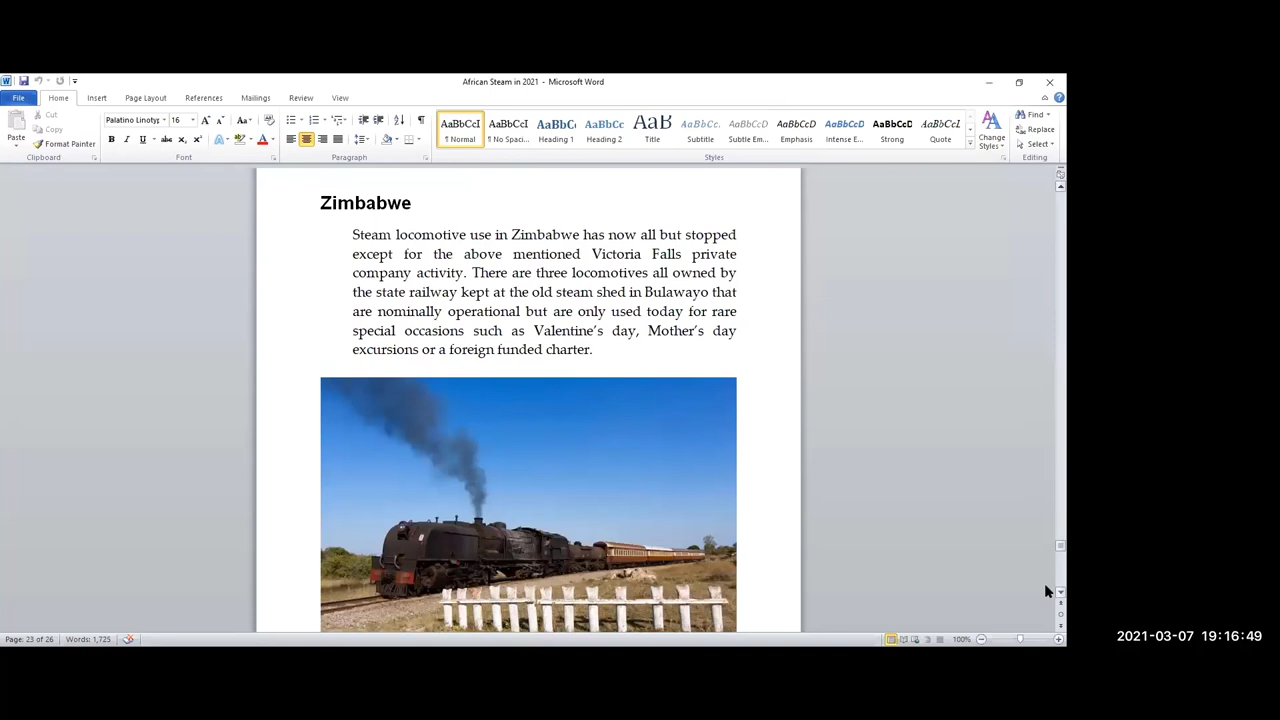 African Steam in 2021 - Microsoft Word
File Home Insert Page Layout References Mailings Review View
Cut
Copy
Format Painter
Paste
Clipboard
Palatino Linoty 16
Font
Paragraph
AaBbCcI AaBbCcI AaBbC AaBbCc AaB AaBbCc. AaBbCcD AaBbCcD AaBbCcD AaBbCcD AaBbCcI
¶ Normal ¶ No Spaci... Heading 1 Heading 2 Title Subtitle Subtle Em... Emphasis Intense E... Strong Quote
Styles
Change
Styles
Find
Replace
Select
Editing
Zimbabwe
Steam locomotive use in Zimbabwe has now all but stopped
except for the above mentioned Victoria Falls private
company activity. There are three locomotives all owned by
the state railway kept at the old steam shed in Bulawayo that
are nominally operational but are only used today for rare
special occasions such as Valentine’s day, Mother’s day
excursions or a foreign funded charter.
Page: 23 of 26 Words: 1,725
100%
2021-03-07 19:16:49